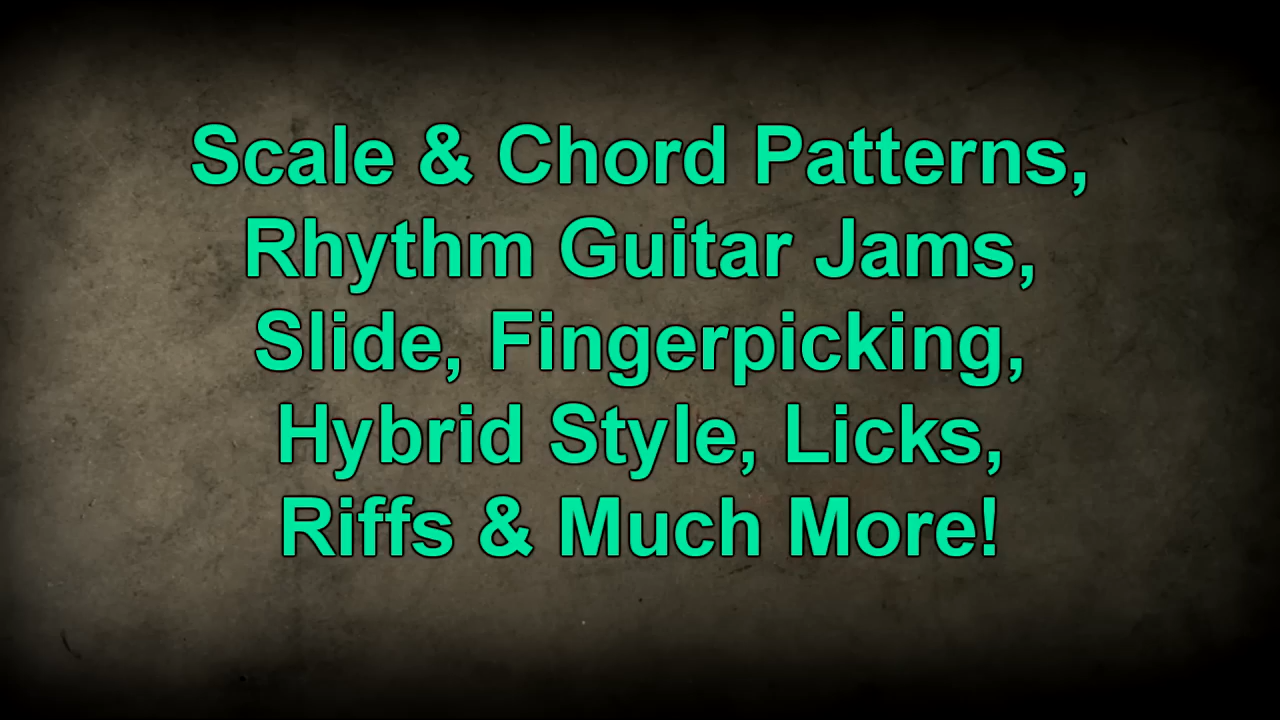 Scale & Chord Patterns,
Rhythm Guitar Jams,
Slide, Fingerpicking,
Hybrid Style, Licks,
Riffs & Much More!